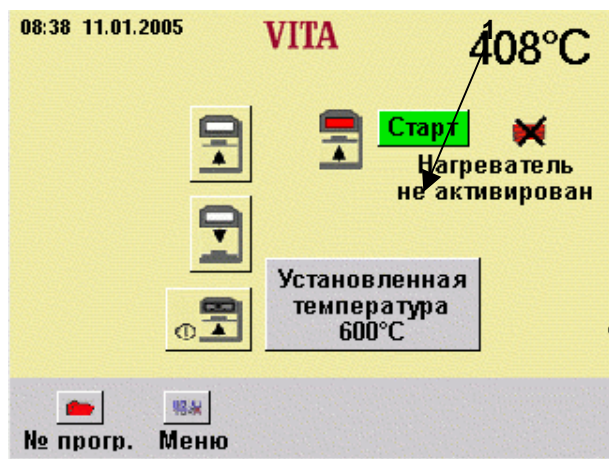 08:38 11.01.2005
VITA
1
408°C
Старт
Нагреватель
не активирован
Установленная
температура
600°C
№ прогр.
Меню